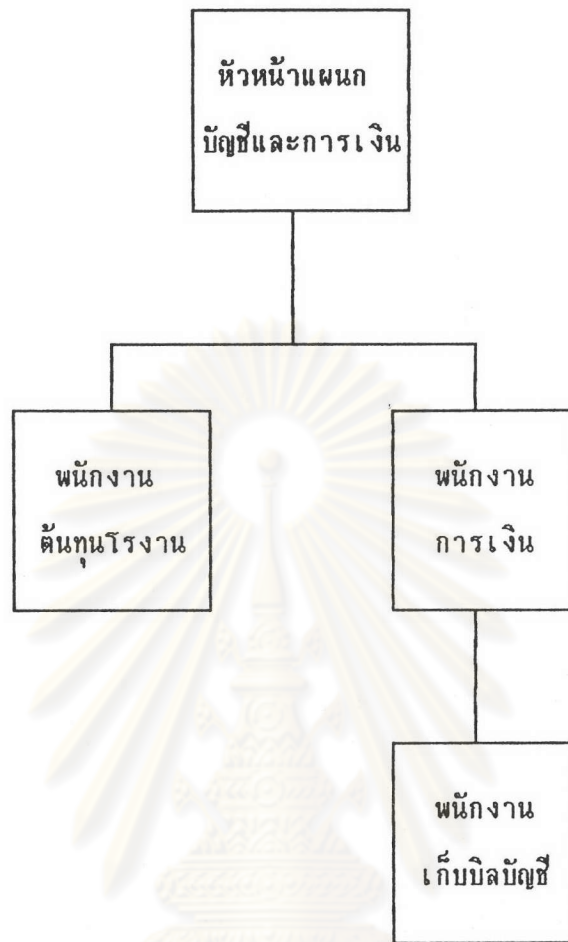 หัวหน้าแผนก
บัญชีและการเงิน
พนักงาน
ต้นทุนโรงาน
พนักงาน
การเงิน
พนักงาน
เก็บบิลบัญชี